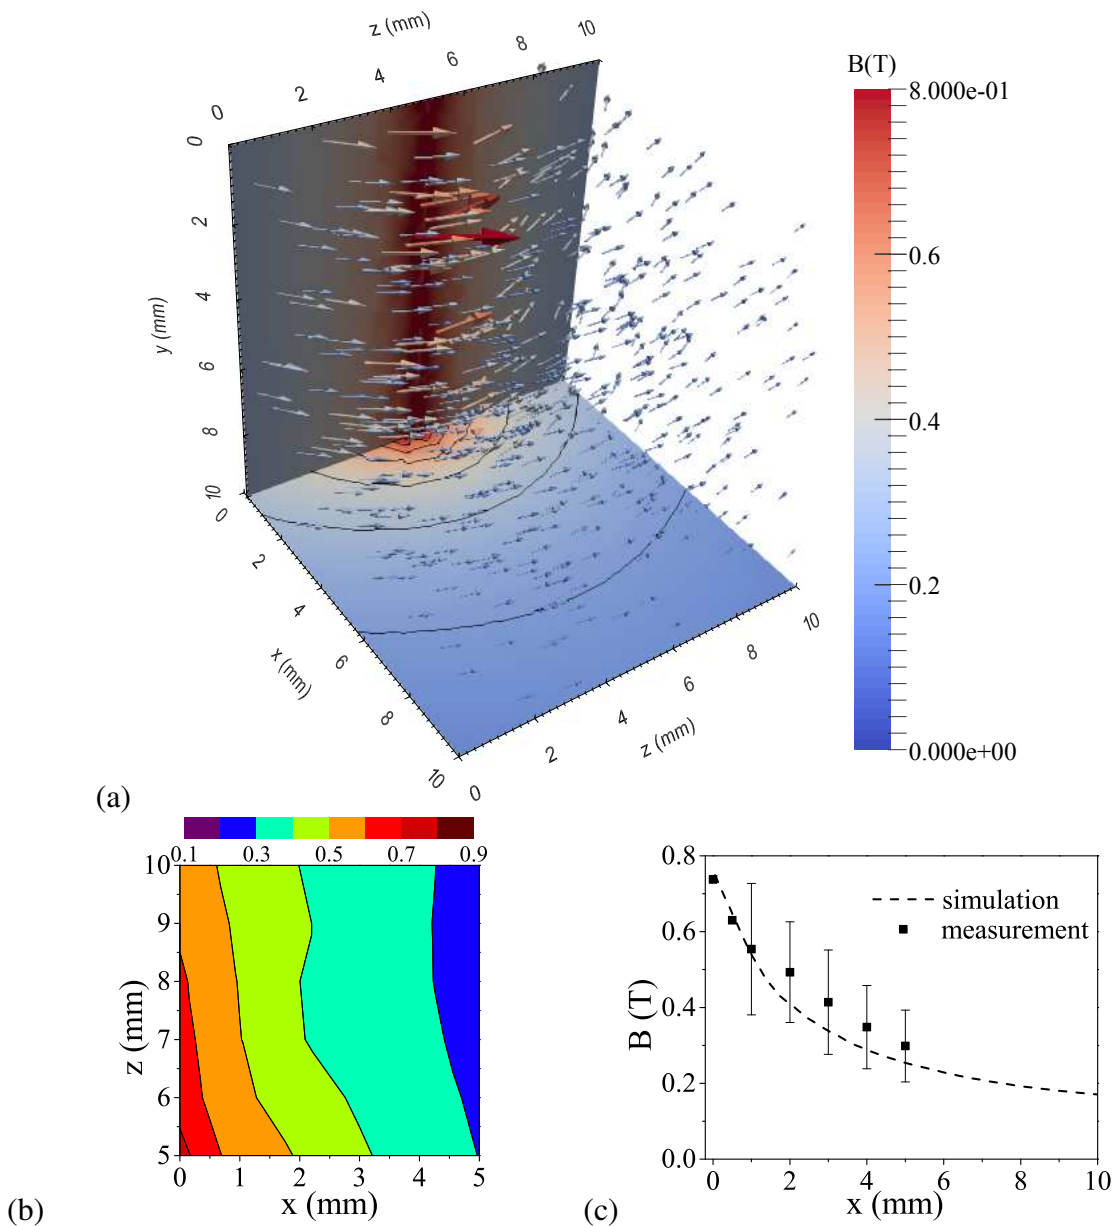 z (mm)
0 2 4 6 8 10
B(T)
8.000e-01
0.6
0.4
0.2
0.000e+00
y (mm)
0
2
4
6
8
10
x (mm)
0
2
4
6
8
10
z (mm)
0 2 4 6 8 10
(a)
0.1 0.3 0.5 0.7 0.9
z (mm)
10
9
8
7
6
5
0 1 2 3 4 5
x (mm)
(b)
B (T)
0.8
0.6
0.4
0.2
0.0
simulation
measurement
0 2 4 6 8 10
x (mm)
(c)